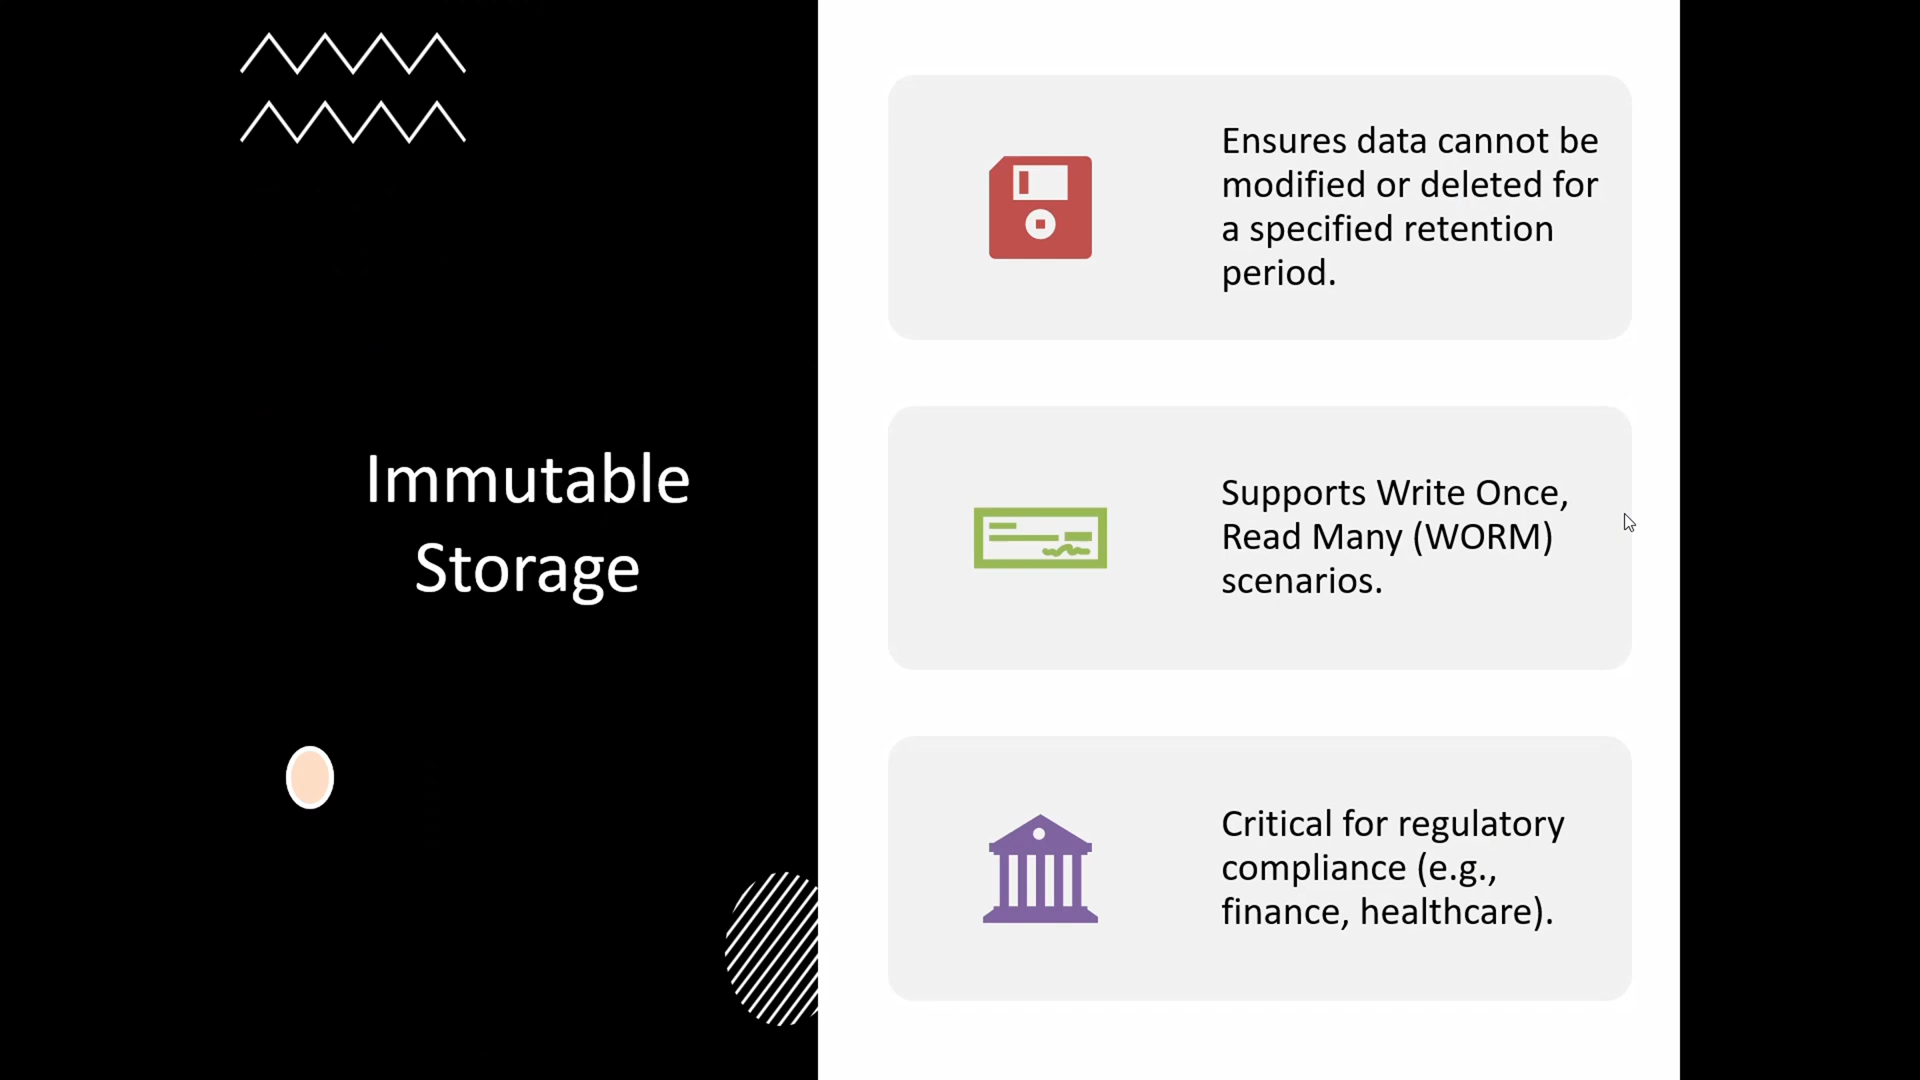 Immutable
Storage
Ensures data cannot be
modified or deleted for
a specified retention
period.
Supports Write Once,
Read Many (WORM)
scenarios.
Critical for regulatory
compliance (e.g.,
finance, healthcare).